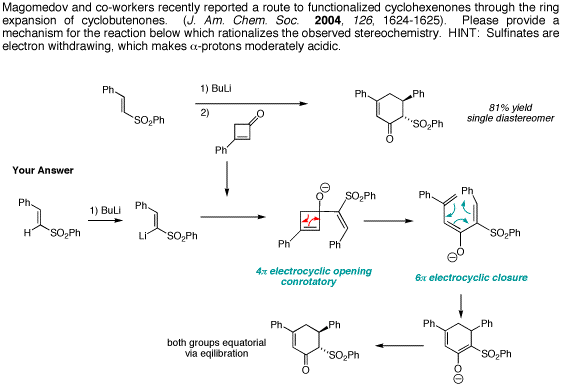 Magomedov and co-workers recently reported a route to functionalized cyclohexenones through the ring
expansion of cyclobutenones. (J. Am. Chem. Soc. 2004, 126, 1624-1625). Please provide a
mechanism for the reaction below which rationalizes the observed stereochemistry. HINT: Sulfinates are
electron withdrawing, which makes α-protons moderately acidic.
Ph
SO2Ph
1) BuLi
2)
O
Ph
Ph
Ph
SO2Ph
O
81% yield
single diastereomer
Your Answer
Ph
H
SO2Ph
1) BuLi
Ph
Li
SO2Ph
⊖
O
SO2Ph
Ph
Ph
4π electrocyclic opening
conrotatory
Ph
Ph
SO2Ph
O
⊖
6π electrocyclic closure
both groups equatorial
via eqilibration
Ph
Ph
SO2Ph
O
Ph
Ph
SO2Ph
O
⊖